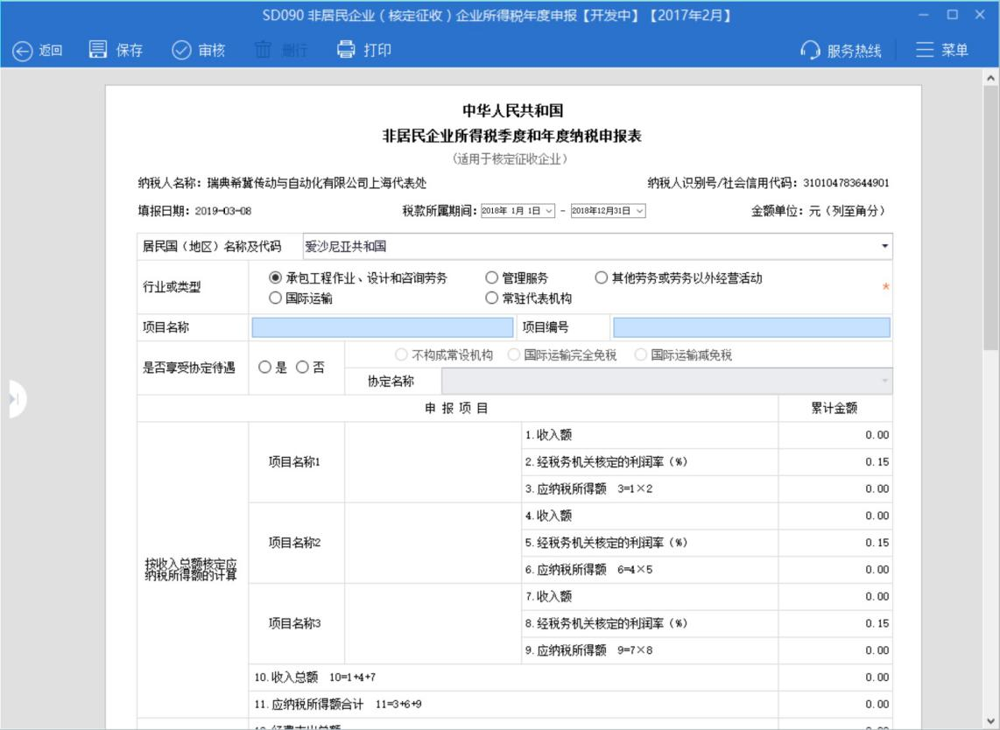 SD090 非居民企业（核定征收）企业所得税年度申报【开发中】【2017年2月】
返回 保存 审核 删行 打印 服务热线 菜单
中华人民共和国
非居民企业所得税季度和年度纳税申报表
（适用于核定征收企业）
纳税人名称：瑞典希冀传动与自动化有限公司上海代表处 纳税人识别号/社会信用代码：310104783644901
填报日期：2019-03-08 税款所属期间：2018年 1月 1日 - 2018年12月31日 金额单位：元（列至角分）
居民国（地区）名称及代码 爱沙尼亚共和国
行业或类型 承包工程作业、设计和咨询劳务 管理服务 其他劳务或劳务以外经营活动 *
国际运输 常驻代表机构
项目名称 项目编号
是否享受协定待遇 是 否 不构成常设机构 国际运输完全免税 国际运输减免税
协定名称
申 报 项 目 累计金额
按收入总额核定应
纳税所得额的计算
项目名称1
1.收入额 0.00
2.经税务机关核定的利润率（%） 0.15
3.应纳税所得额 3=1×2 0.00
项目名称2
4.收入额 0.00
5.经税务机关核定的利润率（%） 0.15
6.应纳税所得额 6=4×5 0.00
项目名称3
7.收入额 0.00
8.经税务机关核定的利润率（%） 0.15
9.应纳税所得额 9=7×8 0.00
10.收入总额 10=1+4+7 0.00
11.应纳税所得额合计 11=3+6+9 0.00